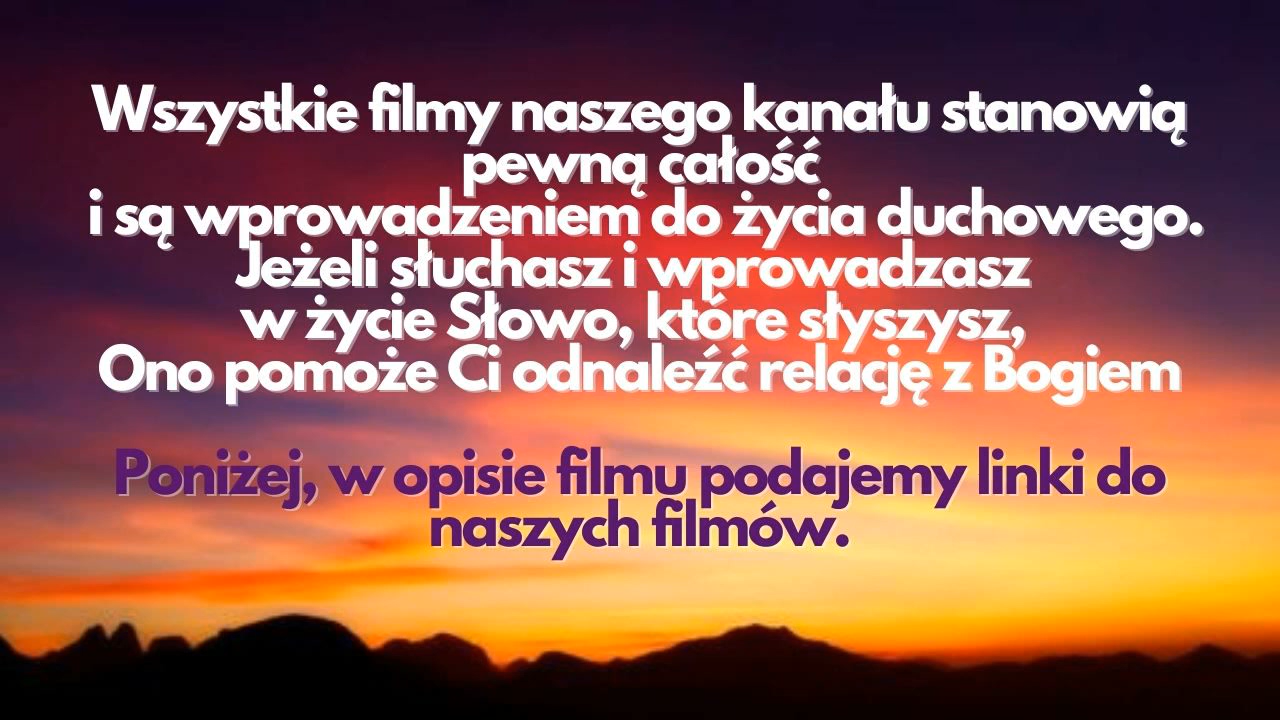 Wszystkie filmy naszego kanału stanowią
pewną całość
i są wprowadzeniem do życia duchowego.
Jeżeli słuchasz i wprowadzasz
w życie Słowo, które słyszysz,
Ono pomoże Ci odnaleźć relację z Bogiem
Poniżej, w opisie filmu podajemy linki do
naszych filmów.